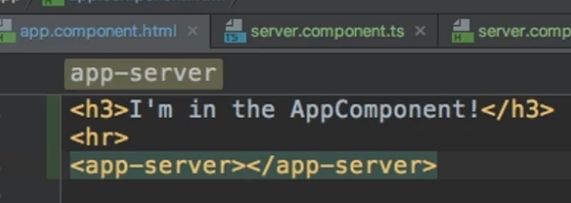 app.component.html × server.component.ts × server.comp
app-server
<h3>I'm in the AppComponent!</h3>
<hr>
<app-server></app-server>